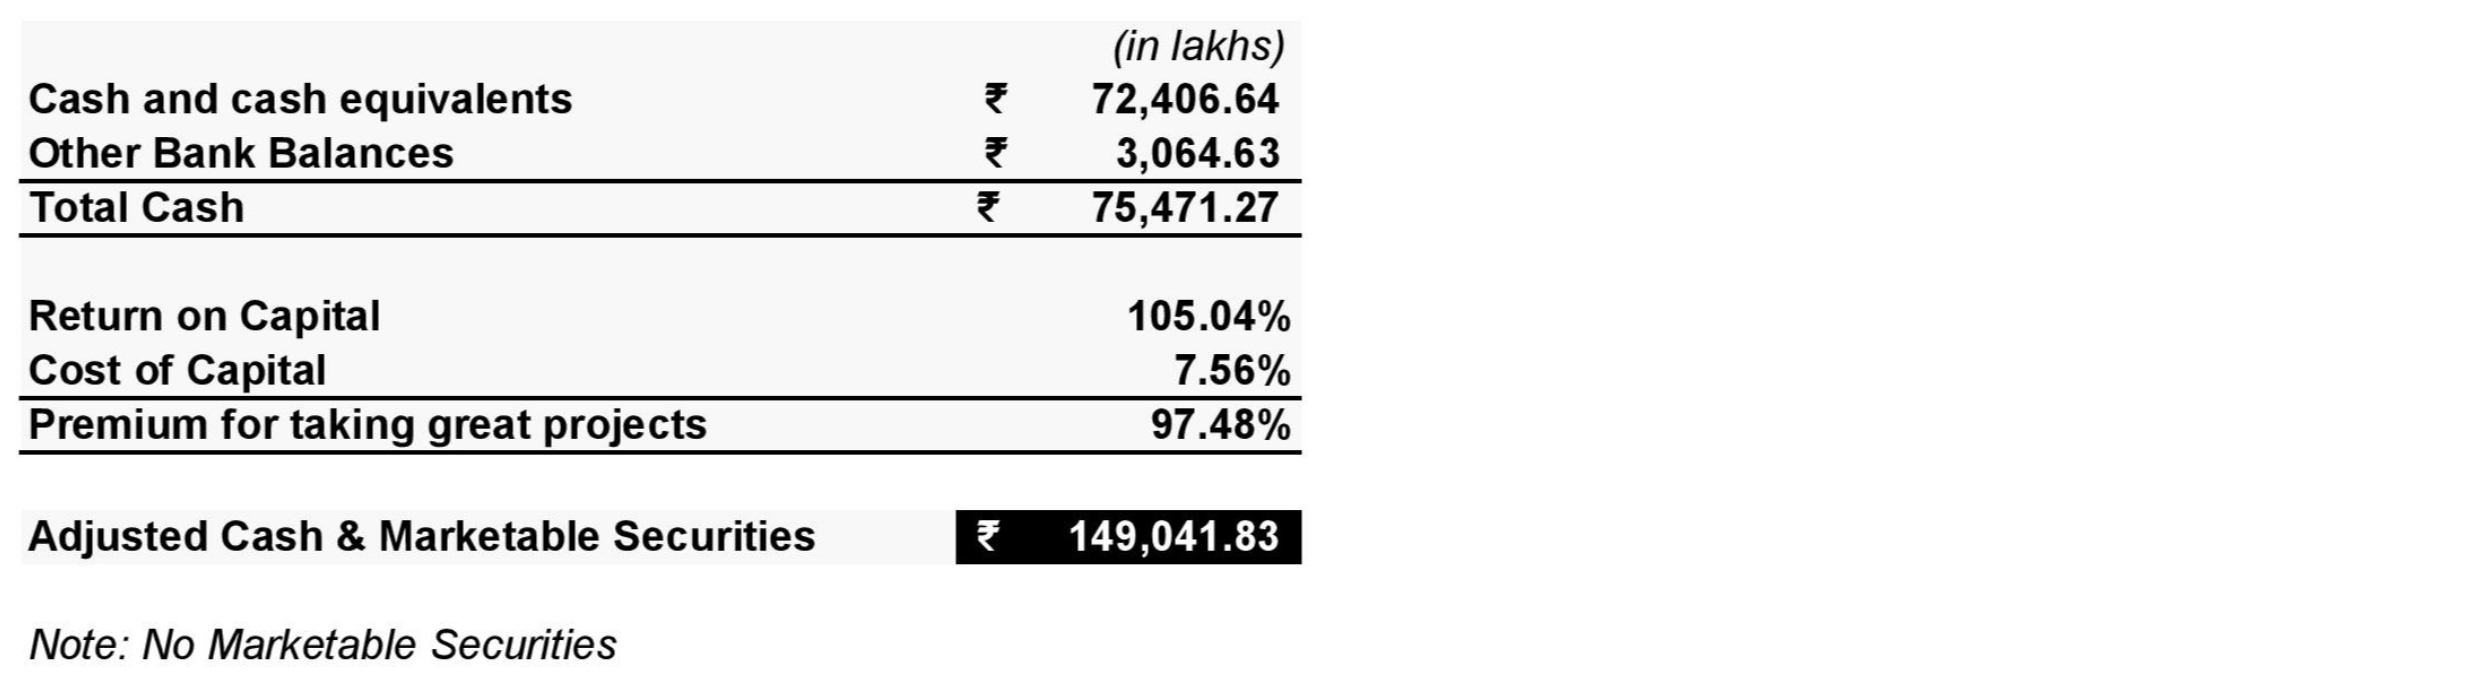 (in lakhs)
Cash and cash equivalents ₹ 72,406.64
Other Bank Balances ₹ 3,064.63
Total Cash ₹ 75,471.27
Return on Capital 105.04%
Cost of Capital 7.56%
Premium for taking great projects 97.48%
Adjusted Cash & Marketable Securities ₹ 149,041.83
Note: No Marketable Securities